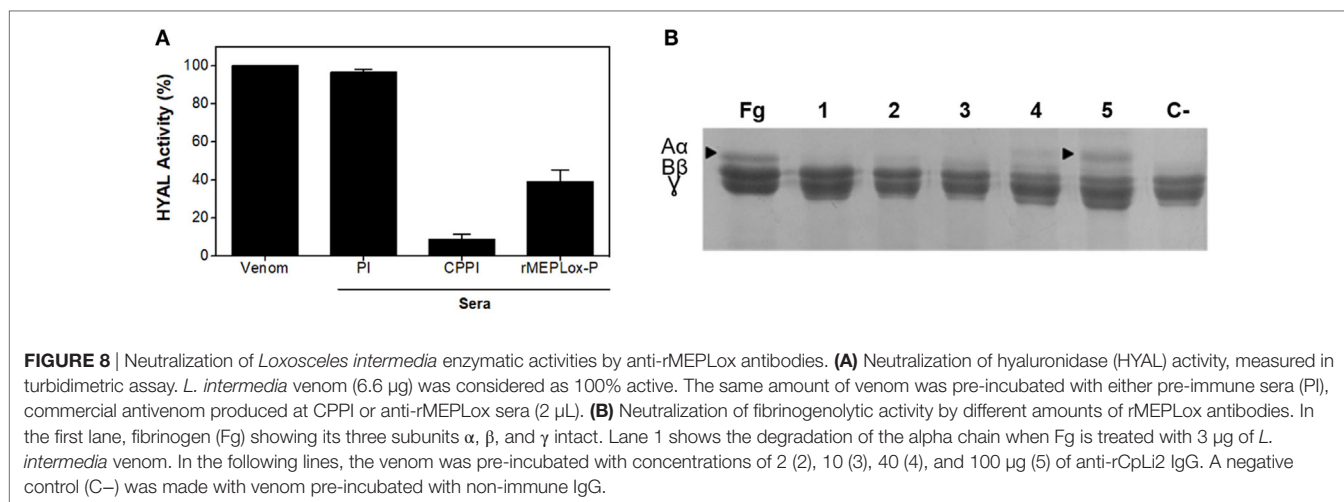 A
HYAL Activity (%)
100
80
60
40
20
0
Venom PI CPPI rMEPLox-P
Sera
B
Fg 1 2 3 4 5 C-
Aα
Bβ
γ
FIGURE 8 | Neutralization of Loxosceles intermedia enzymatic activities by anti-rMEPLox antibodies. (A) Neutralization of hyaluronidase (HYAL) activity, measured in
turbidimetric assay. L. intermedia venom (6.6 µg) was considered as 100% active. The same amount of venom was pre-incubated with either pre-immune sera (PI),
commercial antivenom produced at CPPI or anti-rMEPLox sera (2 µL). (B) Neutralization of fibrinogenolytic activity by different amounts of rMEPLox antibodies. In
the first lane, fibrinogen (Fg) showing its three subunits α, β, and γ intact. Lane 1 shows the degradation of the alpha chain when Fg is treated with 3 µg of L.
intermedia venom. In the following lines, the venom was pre-incubated with concentrations of 2 (2), 10 (3), 40 (4), and 100 µg (5) of anti-rCpLi2 IgG. A negative
control (C−) was made with venom pre-incubated with non-immune IgG.